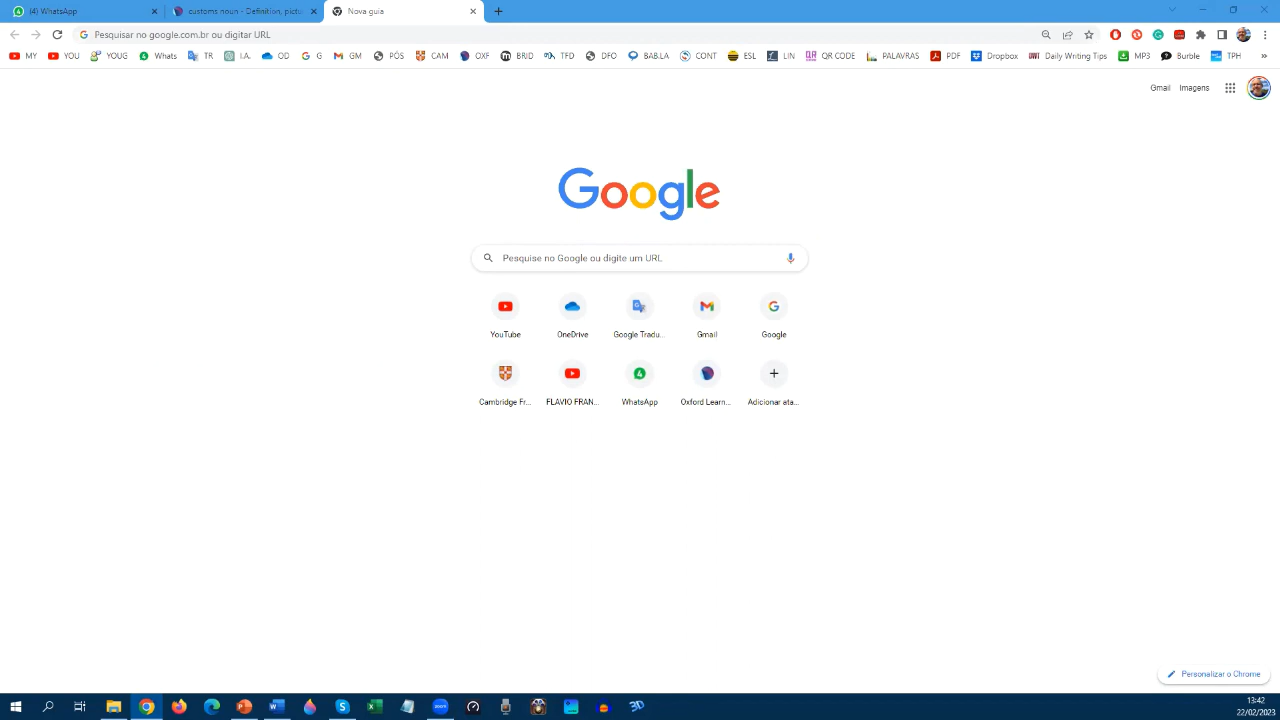 (4) WhatsApp
customs noun - Definition, pictu
Nova guia
Pesquisar no google.com.br ou digitar URL
MY YOU YOUG Whats TR I.A. OD G GM PÓS CAM OXF BRID TFD DFO BAB.LA CONT ESL LIN QR CODE PALAVRAS PDF Dropbox Daily Writing Tips MP3 Burble TPH »
Gmail Imagens
Google
Pesquise no Google ou digite um URL
YouTube OneDrive Google Tradu... Gmail Google
Cambridge Fr... FLAVIO FRAN... WhatsApp Oxford Learn... Adicionar ata...
Personalizar o Chrome
13:42
22/02/2023